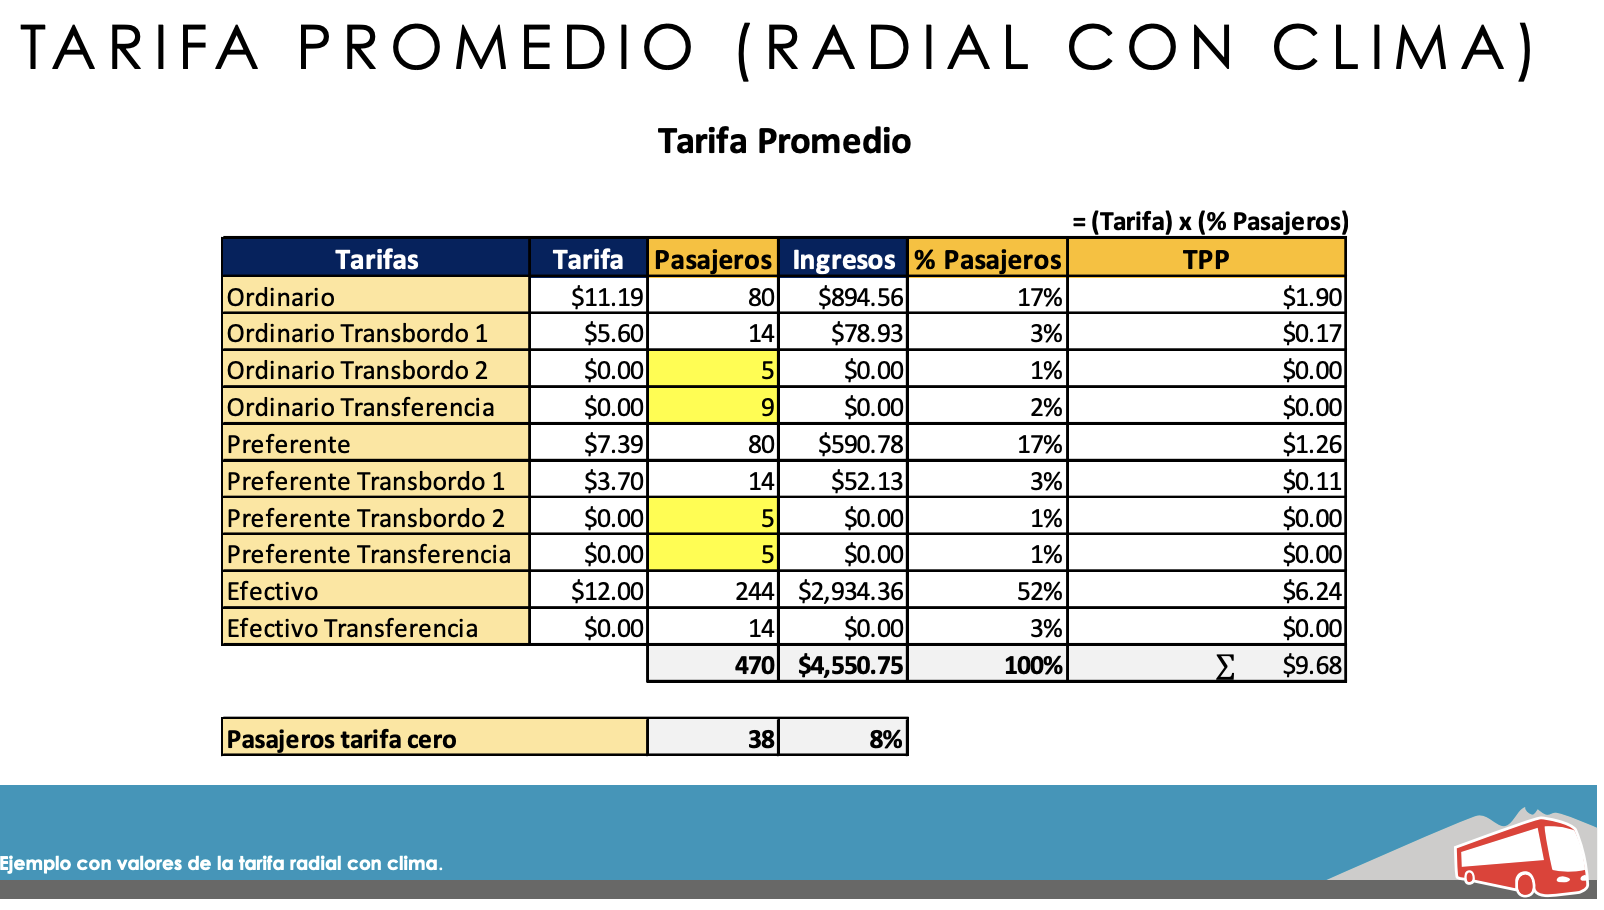 TARIFA PROMEDIO (RADIAL CON CLIMA)
Tarifa Promedio
= (Tarifa) x (% Pasajeros)
Tarifas Tarifa Pasajeros Ingresos % Pasajeros TPP
Ordinario $11.19 80 $894.56 17% $1.90
Ordinario Transbordo 1 $5.60 14 $78.93 3% $0.17
Ordinario Transbordo 2 $0.00 5 $0.00 1% $0.00
Ordinario Transferencia $0.00 9 $0.00 2% $0.00
Preferente $7.39 80 $590.78 17% $1.26
Preferente Transbordo 1 $3.70 14 $52.13 3% $0.11
Preferente Transbordo 2 $0.00 5 $0.00 1% $0.00
Preferente Transferencia $0.00 5 $0.00 1% $0.00
Efectivo $12.00 244 $2,934.36 52% $6.24
Efectivo Transferencia $0.00 14 $0.00 3% $0.00
470 $4,550.75 100% ∑ $9.68
Pasajeros tarifa cero 38 8%
Ejemplo con valores de la tarifa radial con clima.